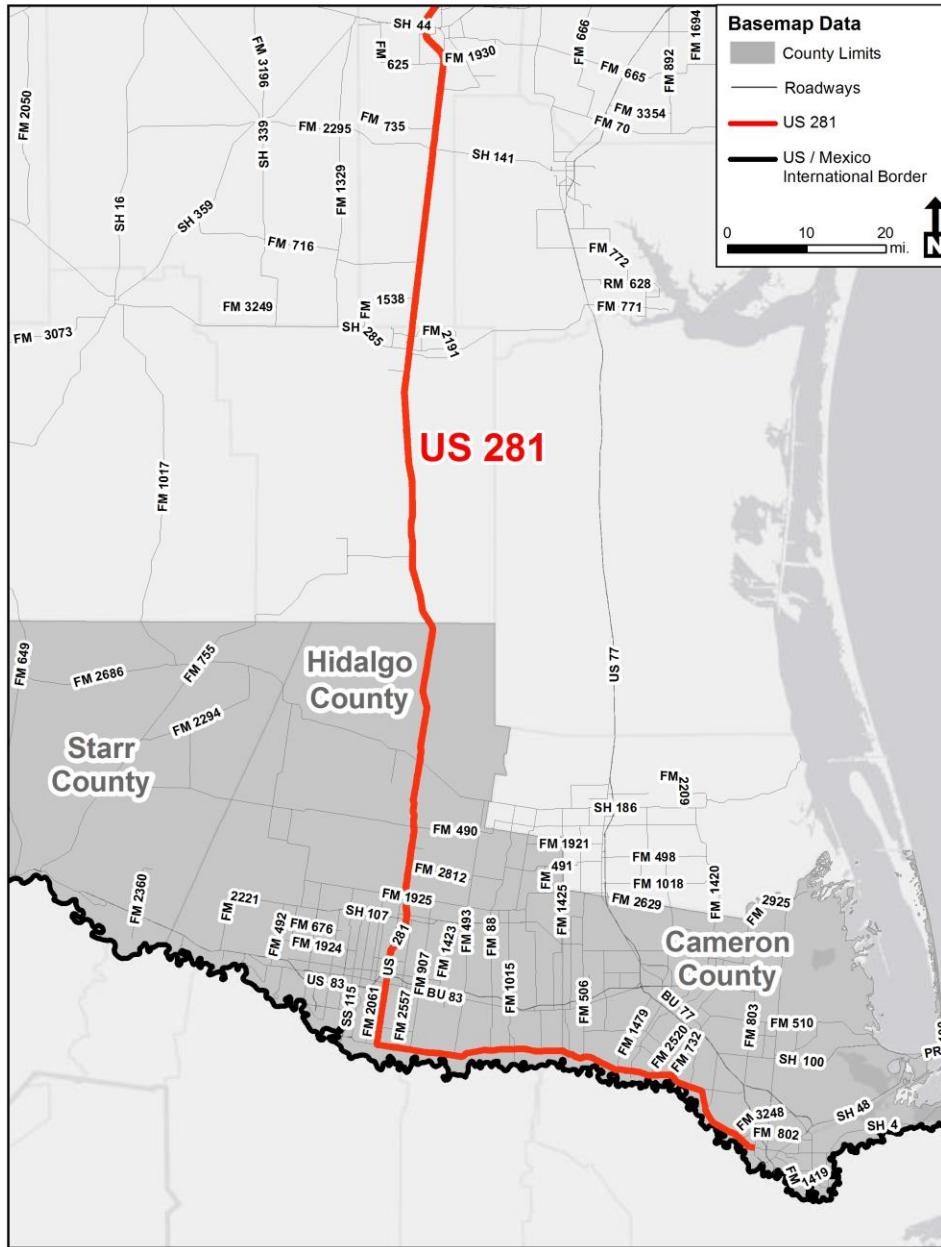 SH 44
FM 1930
FM
625
FM 3196
FM 2050
FM 666
FM 665
FM 892
FM 1694
FM 3354
FM 70
FM 735
FM 2295
SH 339
FM 1329
SH 141
SH 16
SH 359
FM 716
FM 772
RM 628
FM 771
FM
1538
FM 3249
SH 285
FM
2191
FM 3073
Basemap Data
County Limits
Roadways
US 281
US / Mexico
International Border
0 10 20
mi.
N
US 281
FM 1017
US 77
FM 649
FM 2686
FM 755
FM 2294
Hidalgo
County
Starr
County
FM
2209
SH 186
FM 490
FM 1921
FM 498
FM 491
FM 1018
FM 2812
FM 1925
FM 1425
FM 2629
FM 1420
FM 2925
FM 2360
FM 2221
FM 492
FM 676
FM 1924
SH 107
US 281
FM 907
FM 1423
FM 493
FM 88
FM 1015
FM 506
Cameron
County
US 83
SS 115
FM 2061
FM 2557
BU 83
BU 77
FM 1479
FM 2520
FM 732
FM 803
FM 510
SH 100
FM 3248
FM 802
SH 48
SH 4
FM
1419